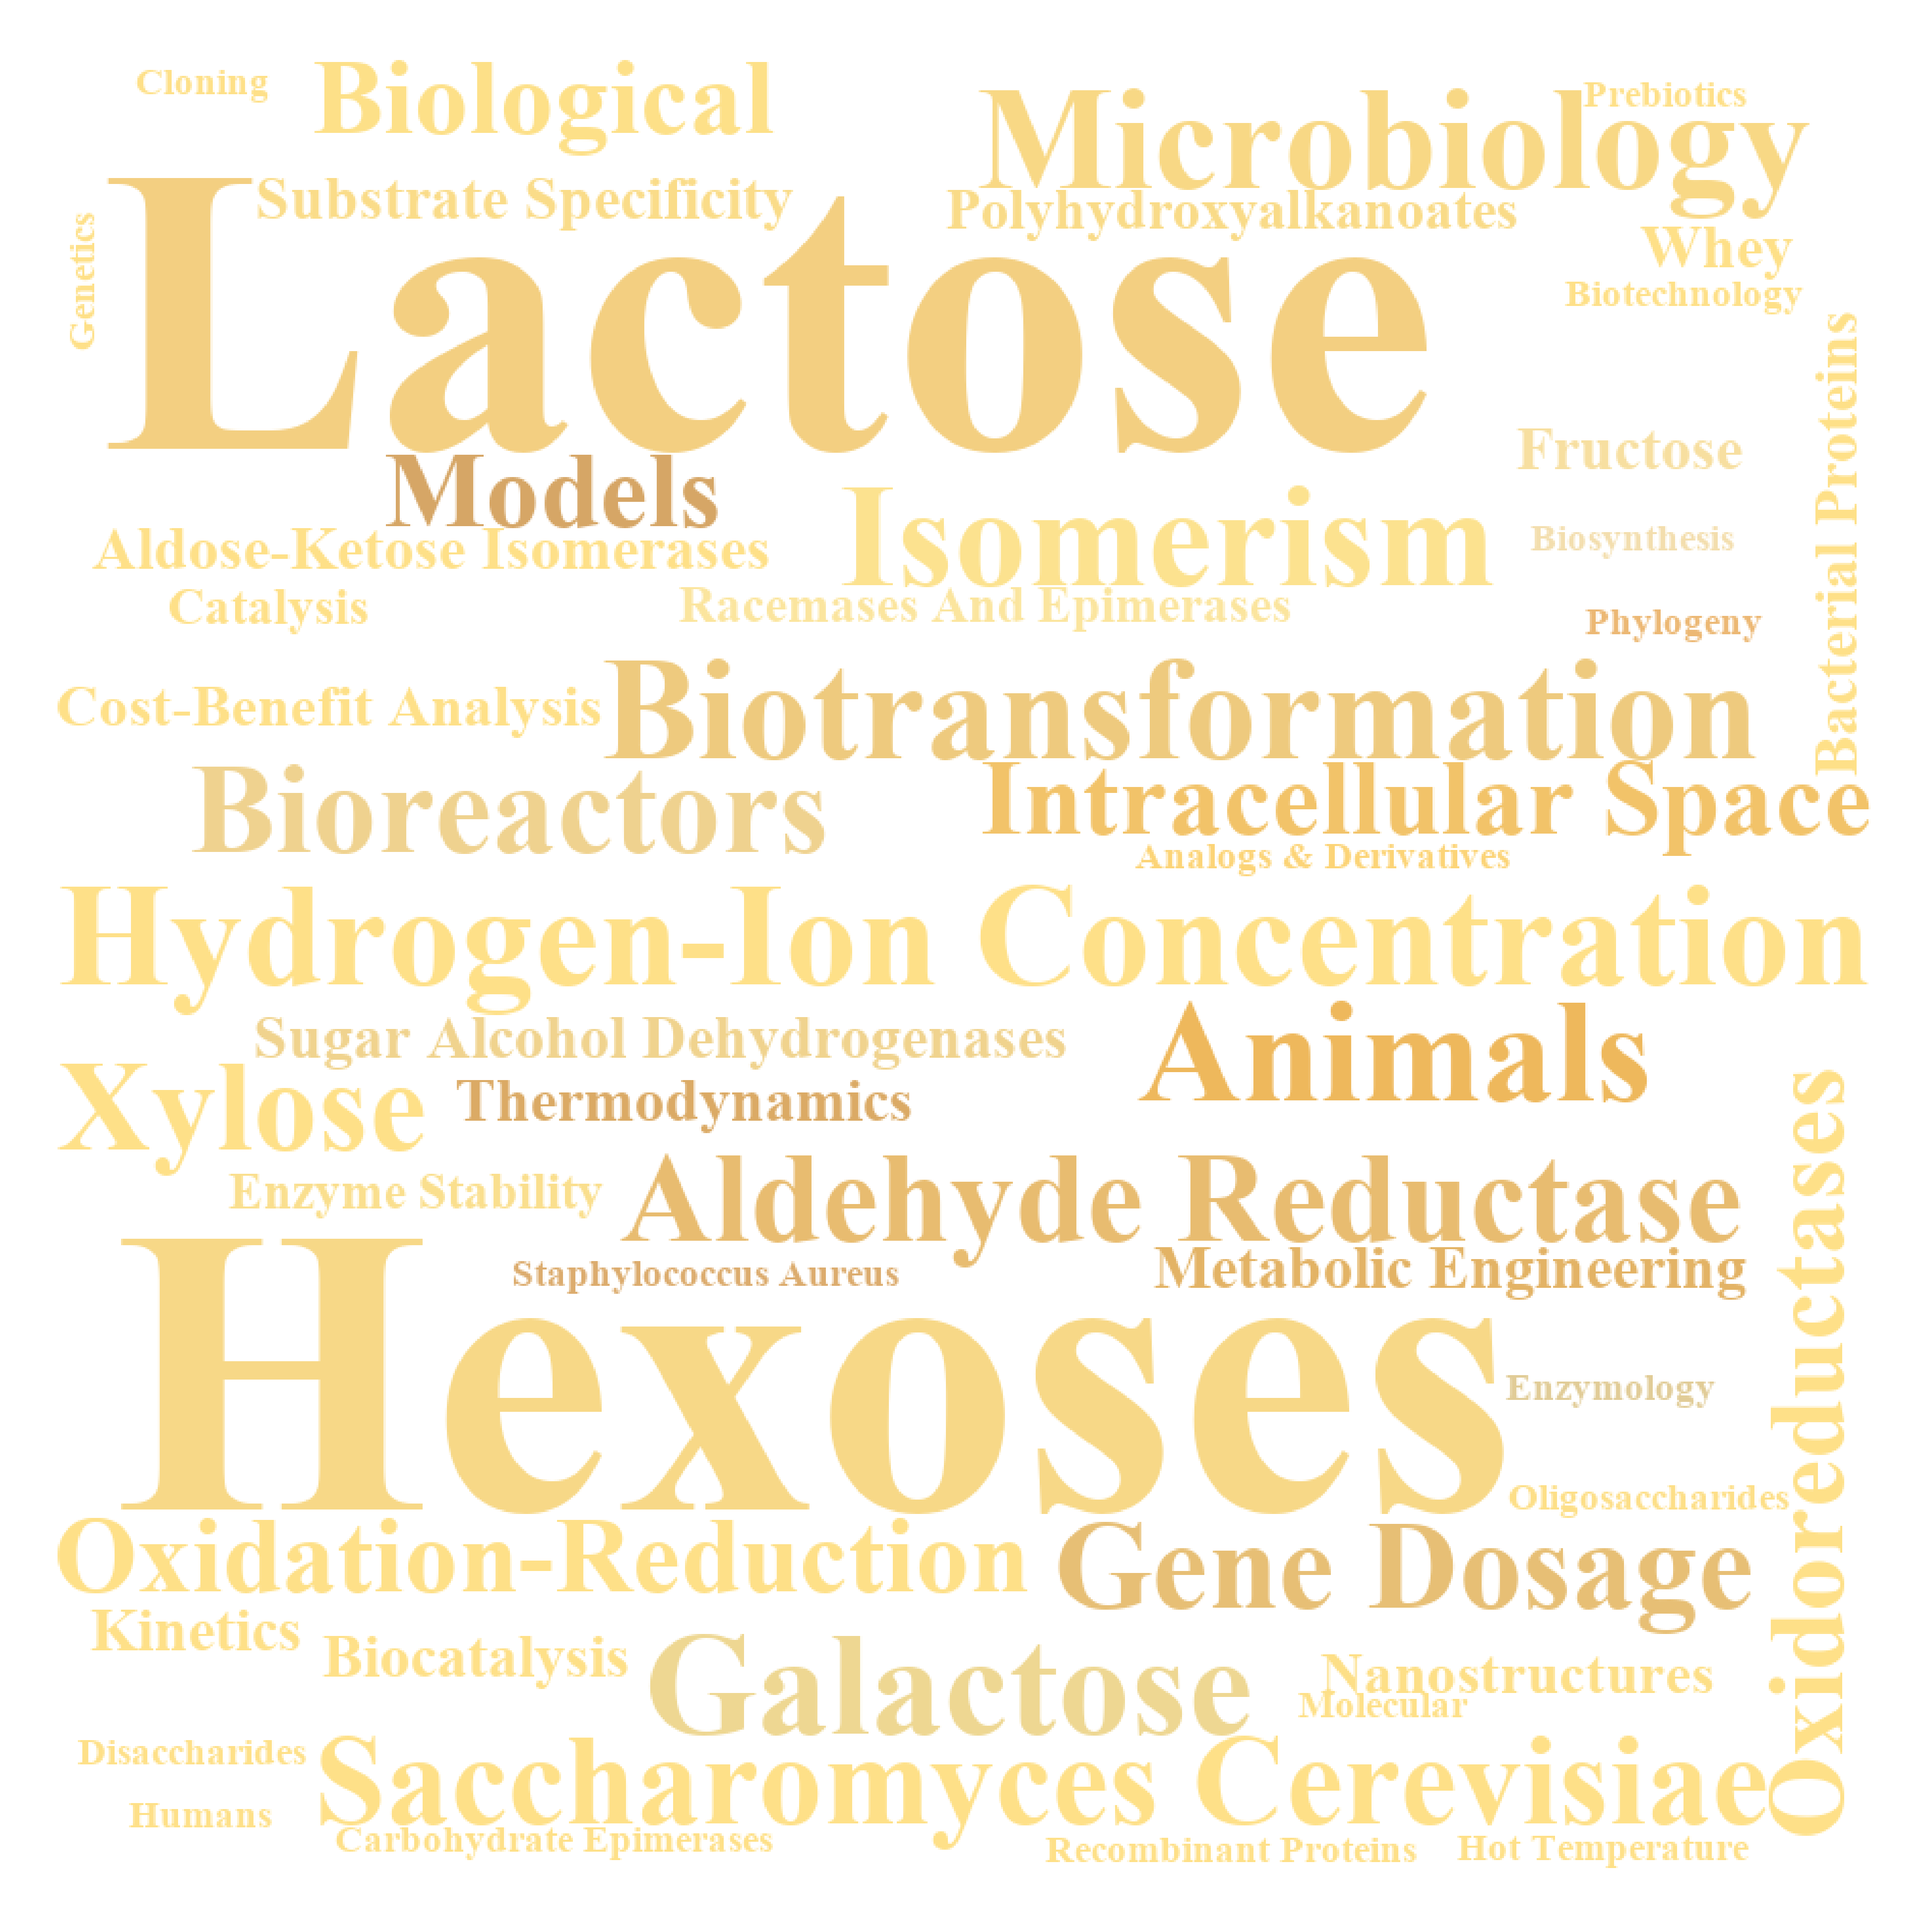 Cloning
Biological
Microbiology
Prebiotics
Substrate Specificity
Polyhydroxyalkanoates
Genetics
Lactose
Whey
Biotechnology
Bacterial Proteins
Models
Fructose
Isomerism
Aldose-Ketose Isomerases
Biosynthesis
Catalysis
Racemases And Epimerases
Phylogeny
Cost-Benefit Analysis
Biotransformation
Bioreactors
Intracellular Space
Analogs & Derivatives
Hydrogen-Ion Concentration
Sugar Alcohol Dehydrogenases
Animals
Xylose
Thermodynamics
Oxidoreductases
Enzyme Stability
Aldehyde Reductase
Staphylococcus Aureus
Metabolic Engineering
Hexoses
Enzymology
Oligosaccharides
Oxidation-Reduction
Gene Dosage
Kinetics
Biocatalysis
Galactose
Nanostructures
Molecular
Disaccharides
Saccharomyces Cerevisiae
Humans
Carbohydrate Epimerases
Recombinant Proteins
Hot Temperature